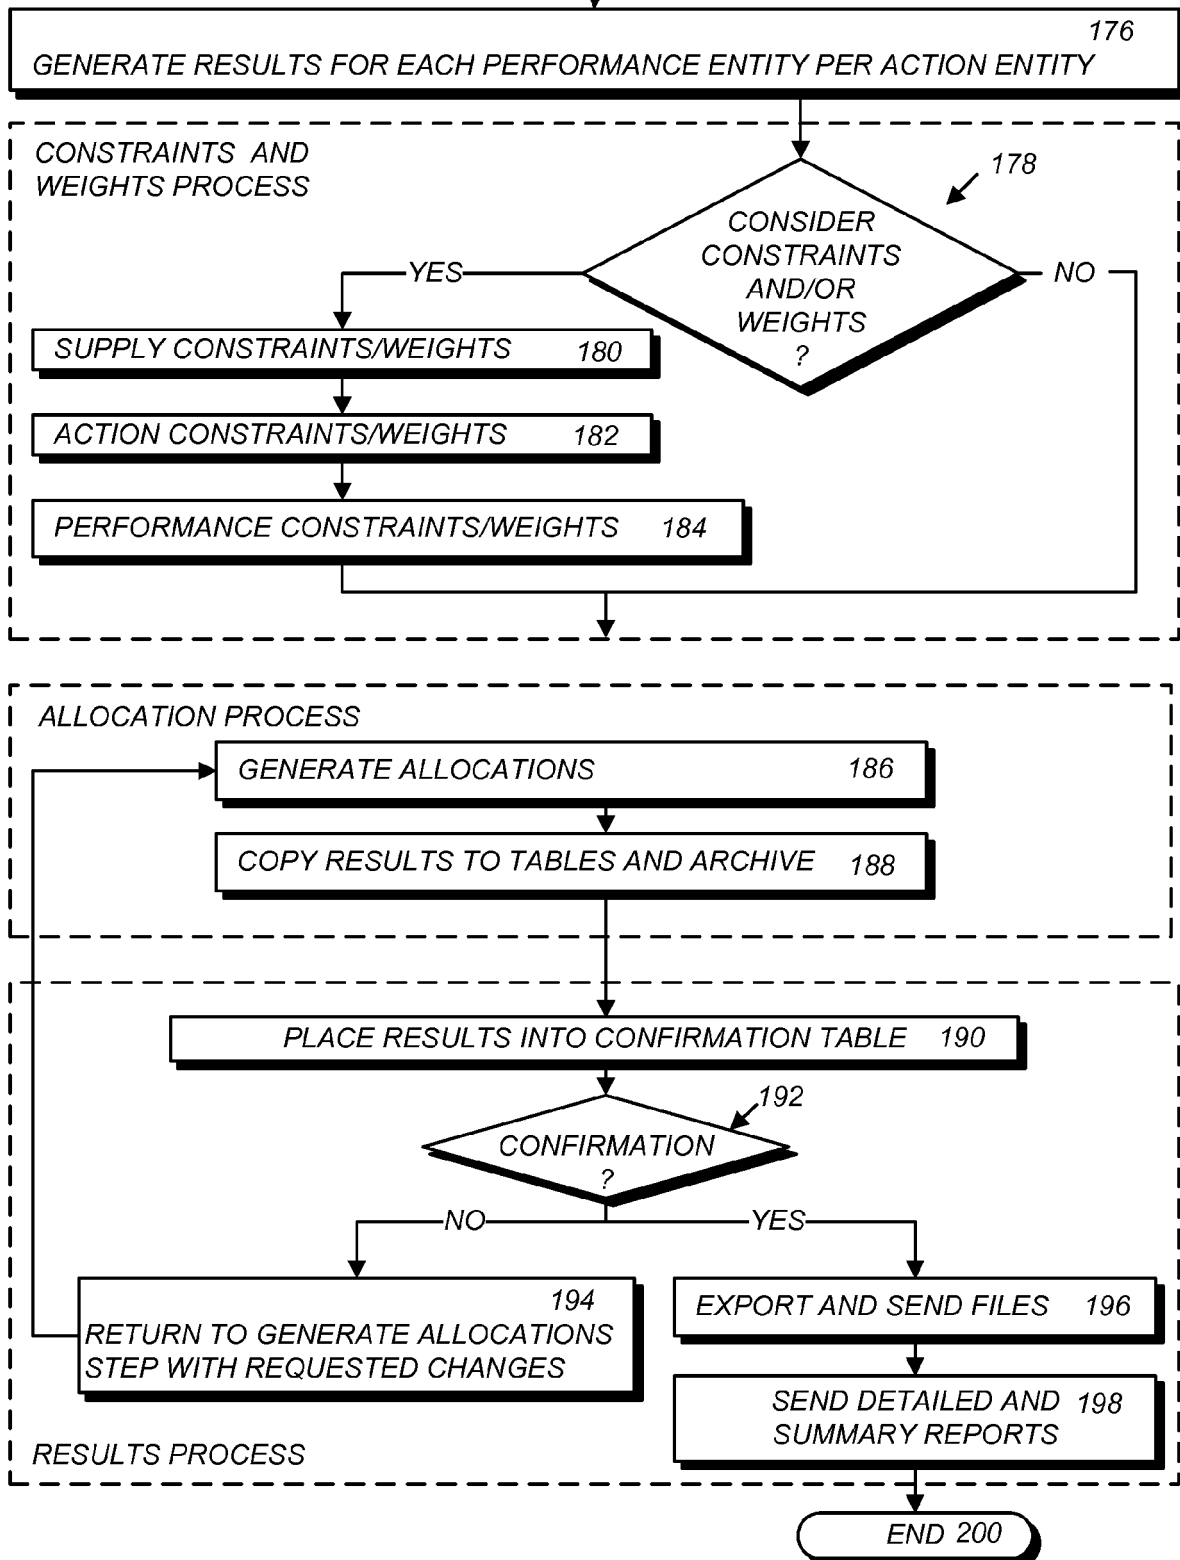 176
GENERATE RESULTS FOR EACH PERFORMANCE ENTITY PER ACTION ENTITY
CONSTRAINTS AND
WEIGHTS PROCESS
178
CONSIDER
CONSTRAINTS
AND/OR
WEIGHTS
?
YES
NO
SUPPLY CONSTRAINTS/WEIGHTS 180
ACTION CONSTRAINTS/WEIGHTS 182
PERFORMANCE CONSTRAINTS/WEIGHTS 184
ALLOCATION PROCESS
GENERATE ALLOCATIONS 186
COPY RESULTS TO TABLES AND ARCHIVE 188
PLACE RESULTS INTO CONFIRMATION TABLE 190
192
CONFIRMATION
?
NO
YES
194
RETURN TO GENERATE ALLOCATIONS
STEP WITH REQUESTED CHANGES
EXPORT AND SEND FILES 196
SEND DETAILED AND 198
SUMMARY REPORTS
RESULTS PROCESS
END 200